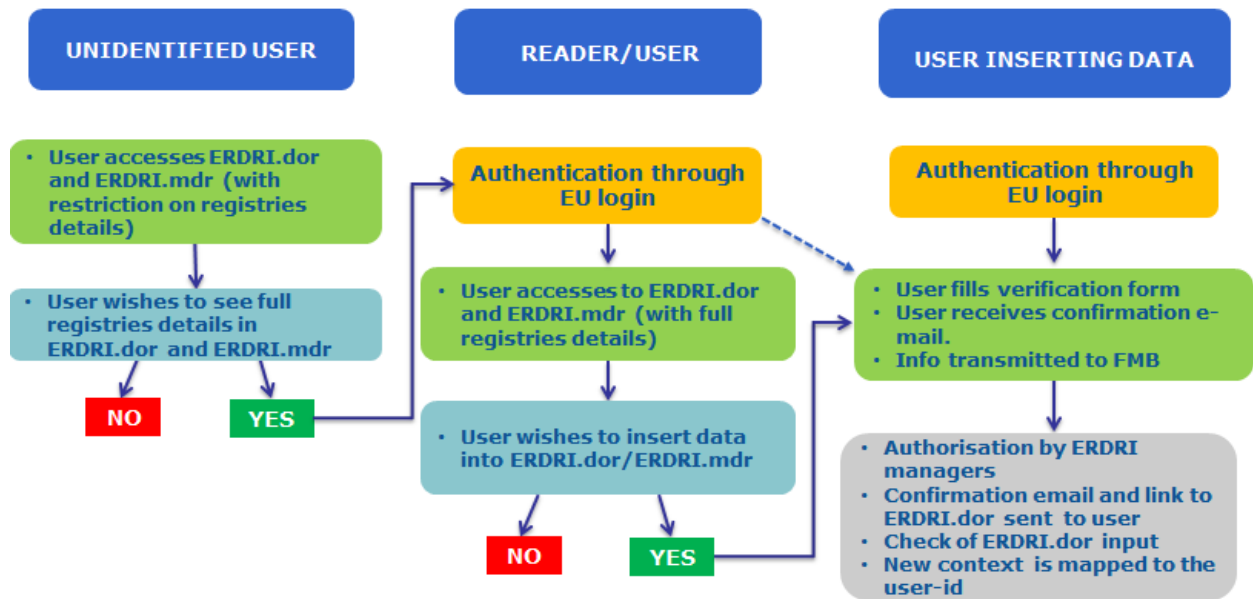 UNIDENTIFIED USER
• User accesses ERDRI.dor
and ERDRI.mdr (with
restriction on registries
details)
• User wishes to see full
registries details in
ERDRI.dor and ERDRI.mdr
NO
YES
READER/USER
Authentication through
EU login
• User accesses to ERDRI.dor
and ERDRI.mdr (with full
registries details)
• User wishes to insert data
into ERDRI.dor/ERDRI.mdr
NO
YES
USER INSERTING DATA
Authentication through
EU login
• User fills verification form
• User receives confirmation e-
mail.
• Info transmitted to FMB
• Authorisation by ERDRI
managers
• Confirmation email and link to
ERDRI.dor sent to user
• Check of ERDRI.dor input
• New context is mapped to the
user-id